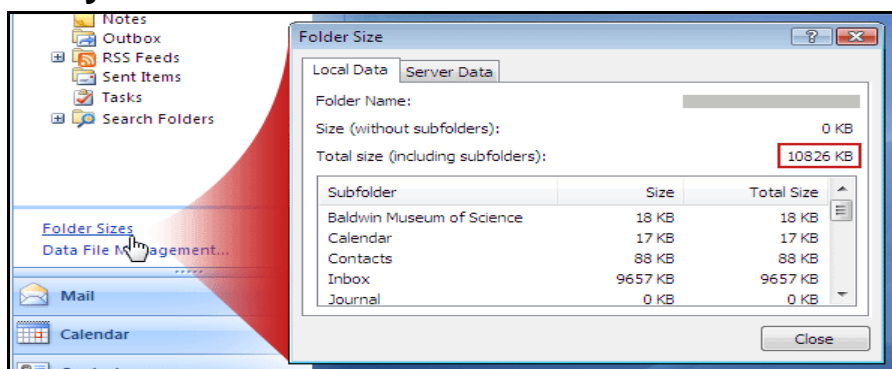 Notes
Outbox
RSS Feeds
Sent Items
Tasks
Search Folders
Folder Sizes
Data File Management...
Mail
Calendar
Folder Size
Local Data Server Data
Folder Name:
Size (without subfolders): 0 KB
Total size (including subfolders): 10826 KB
Subfolder Size Total Size
Baldwin Museum of Science 18 KB 18 KB
Calendar 17 KB 17 KB
Contacts 88 KB 88 KB
Inbox 9657 KB 9657 KB
Journal 0 KB 0 KB
Close